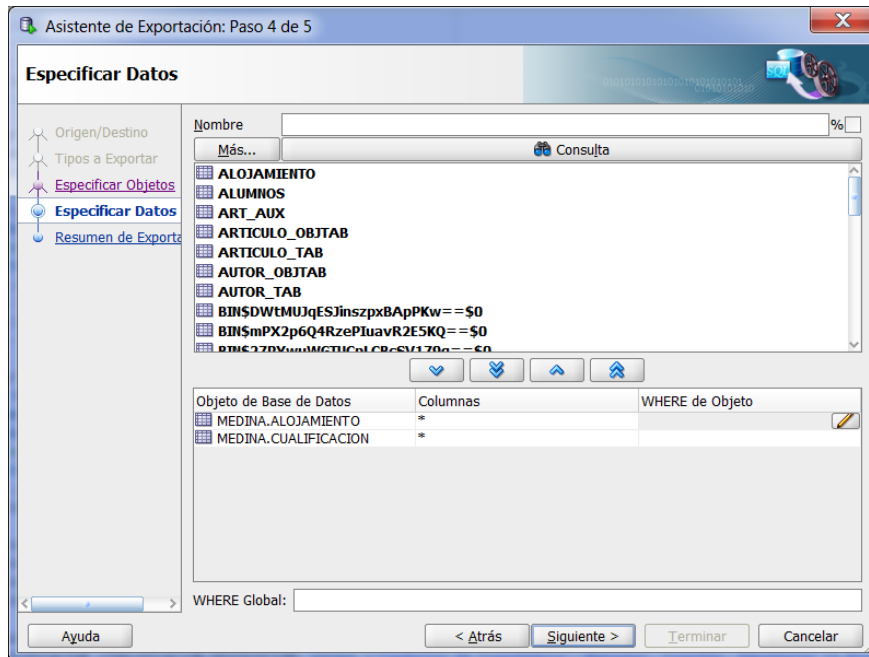 Asistente de Exportación: Paso 4 de 5
Especificar Datos
Origen/Destino
Tipos a Exportar
Especificar Objetos
Especificar Datos
Resumen de Exporta
Nombre
%
Más...
Consulta
ALOJAMIENTO
ALUMNOS
ART_AUX
ARTICULO_OBJTAB
ARTICULO_TAB
AUTOR_OBJTAB
AUTOR_TAB
BIN$DWtMUJqESJinszpxBApPKw==$0
BIN$mPX2p6Q4RzePIuavR2E5KQ==$0
Objeto de Base de Datos Columnas WHERE de Objeto
MEDINA.ALOJAMIENTO *
MEDINA.CUALIFICACION *
WHERE Global:
Ayuda
< Atrás
Siguiente >
Terminar
Cancelar